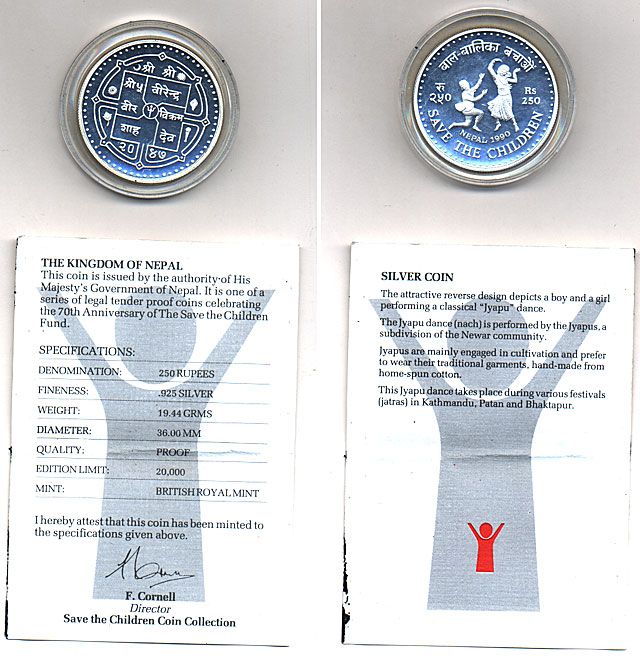 श्री श्री
श्री ५ वीरेन्द्र
वीर विक्रम
शाह देव
२० ४७
बाल-बालिका बचाओं
रु
२५०
Rs
250
NEPAL 1990
SAVE THE CHILDREN
THE KINGDOM OF NEPAL
This coin is issued by the authority of His
Majesty's Government of Nepal. It is one of a
series of legal tender proof coins celebrating
the 70th Anniversary of The Save the Children
Fund.
SPECIFICATIONS:
DENOMINATION: 250 RUPEES
FINENESS: .925 SILVER
WEIGHT: 19.44 GRMS
DIAMETER: 36.00 MM
QUALITY: PROOF
EDITION LIMIT: 20,000
MINT: BRITISH ROYAL MINT
I hereby attest that this coin has been minted to
the specifications given above.
F. Cornell
Director
Save the Children Coin Collection
SILVER COIN
The attractive reverse design depicts a boy and a girl
performing a classical "Jyapu" dance.
The Jyapu dance (nach) is performed by the Jyapus, a
subdivision of the Newar community.
Jyapus are mainly engaged in cultivation and prefer
to wear their traditional garments, hand-made from
home-spun cotton.
This Jyapu dance takes place during various festivals
(jatras) in Kathmandu, Patan and Bhaktapur.